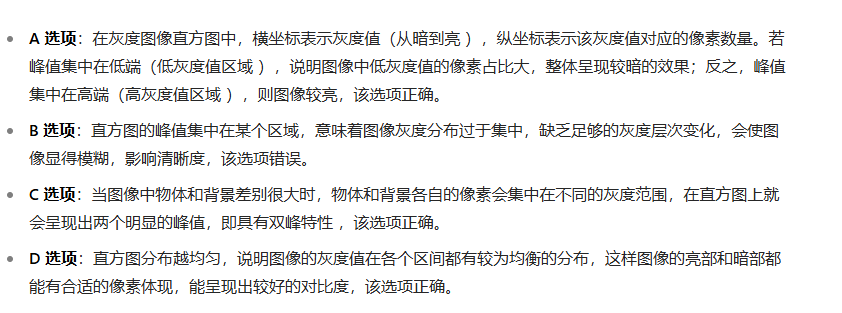 A 选项：在灰度图像直方图中，横坐标表示灰度值（从暗到亮 ），纵坐标表示该灰度值对应的像素数量。若
峰值集中在低端（低灰度值区域 ），说明图像中低灰度值的像素占比大，整体呈现较暗的效果；反之，峰值
集中在高端（高灰度值区域 ），则图像较亮，该选项正确。
B 选项：直方图的峰值集中在某个区域，意味着图像灰度分布过于集中，缺乏足够的灰度层次变化，会使图
像显得模糊，影响清晰度，该选项错误。
C 选项：当图像中物体和背景差别很大时，物体和背景各自的像素会集中在不同的灰度范围，在直方图上就
会呈现出两个明显的峰值，即具有双峰特性 ，该选项正确。
D 选项：直方图分布越均匀，说明图像的灰度值在各个区间都有较为均衡的分布，这样图像的亮部和暗部都
能有合适的像素体现，能呈现出较好的对比度，该选项正确。